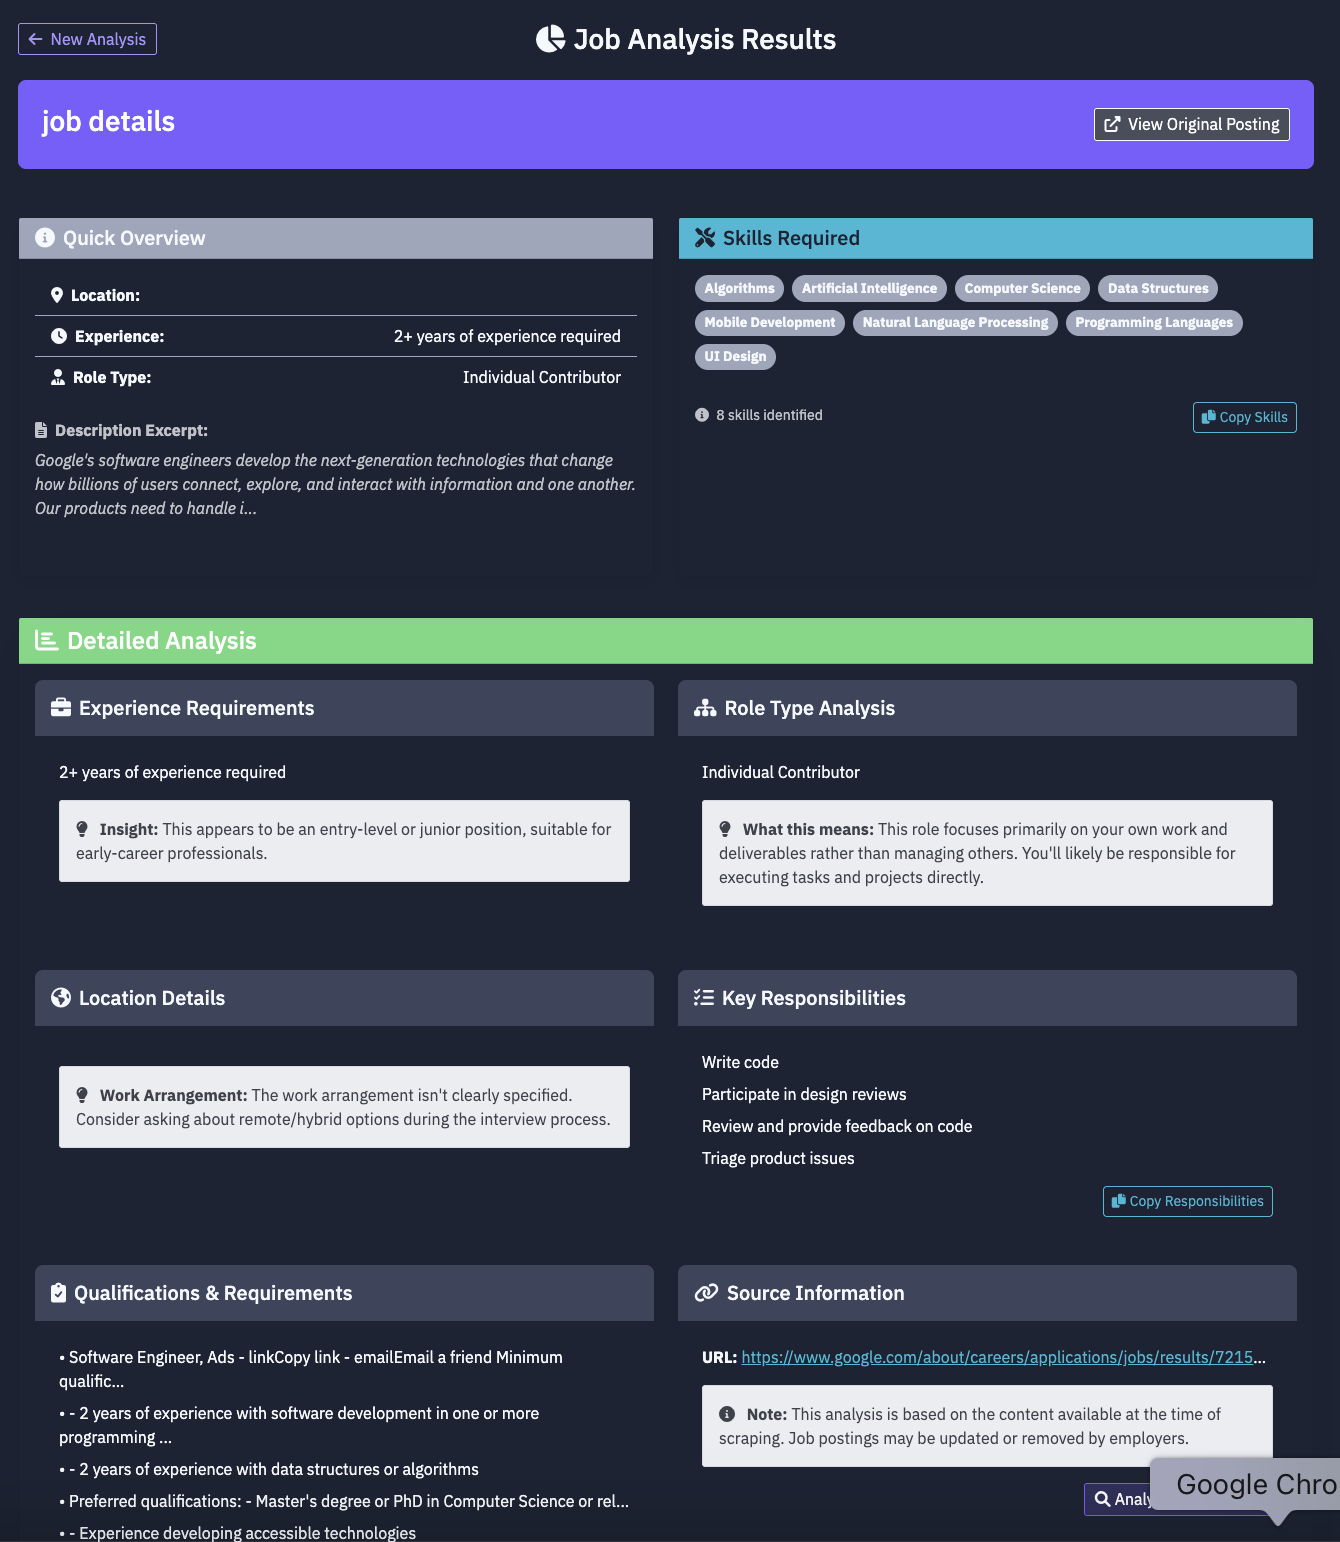 New Analysis
Job Analysis Results
job details
View Original Posting
Quick Overview
Location:
Experience: 2+ years of experience required
Role Type: Individual Contributor
Description Excerpt:
Google's software engineers develop the next-generation technologies that change
how billions of users connect, explore, and interact with information and one another.
Our products need to handle i...
Skills Required
Algorithms Artificial Intelligence Computer Science Data Structures
Mobile Development Natural Language Processing Programming Languages
UI Design
8 skills identified
Copy Skills
Detailed Analysis
Experience Requirements
2+ years of experience required
Insight: This appears to be an entry-level or junior position, suitable for
early-career professionals.
Role Type Analysis
Individual Contributor
What this means: This role focuses primarily on your own work and
deliverables rather than managing others. You'll likely be responsible for
executing tasks and projects directly.
Location Details
Work Arrangement: The work arrangement isn't clearly specified.
Consider asking about remote/hybrid options during the interview process.
Key Responsibilities
Write code
Participate in design reviews
Review and provide feedback on code
Triage product issues
Copy Responsibilities
Qualifications & Requirements
• Software Engineer, Ads - linkCopy link - emailEmail a friend Minimum
qualific...
• - 2 years of experience with software development in one or more
programming ...
• - 2 years of experience with data structures or algorithms
• Preferred qualifications: - Master's degree or PhD in Computer Science or rel...
• - Experience developing accessible technologies
Source Information
URL: https://www.google.com/about/careers/applications/jobs/results/7215...
Note: This analysis is based on the content available at the time of
scraping. Job postings may be updated or removed by employers.
Google Chro